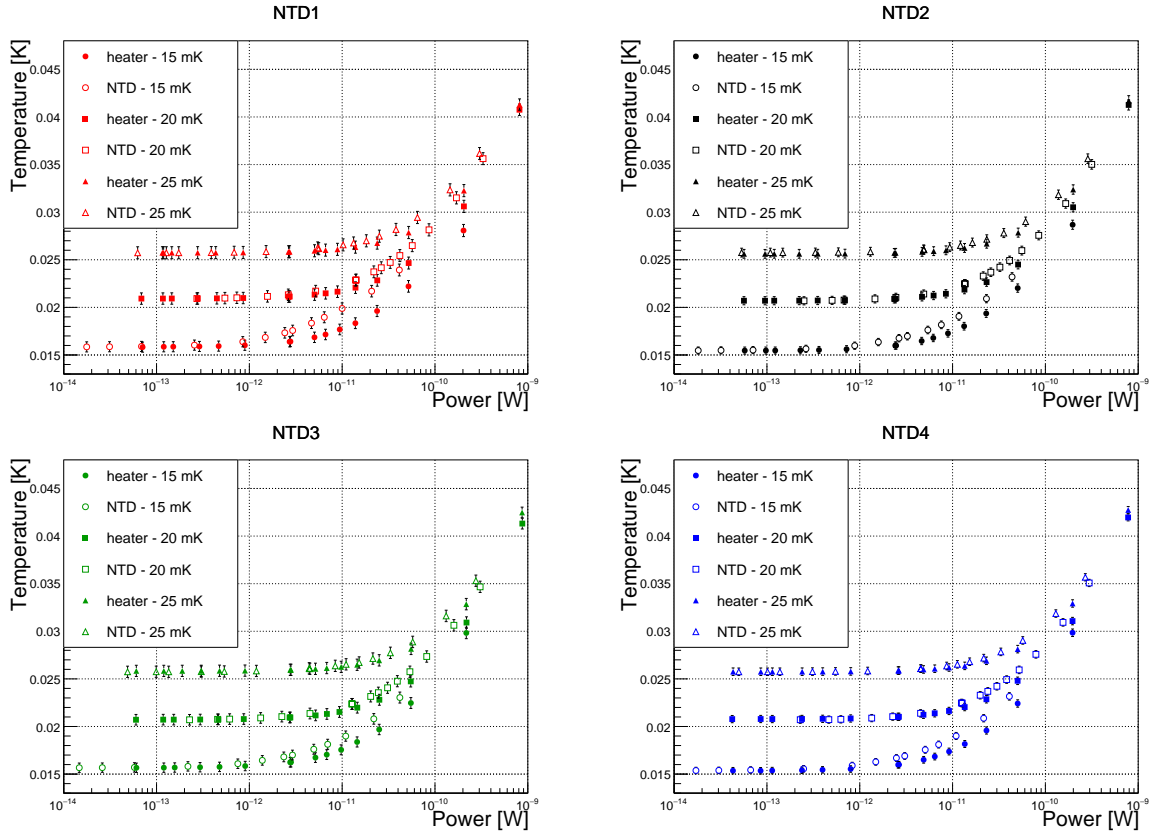 NTD1
Temperature [K]
heater - 15 mK
NTD - 15 mK
heater - 20 mK
NTD - 20 mK
heater - 25 mK
NTD - 25 mK
0.045
0.04
0.035
0.03
0.025
0.02
0.015
10⁻¹⁴ 10⁻¹³ 10⁻¹² 10⁻¹¹ 10⁻¹⁰ 10⁻⁹
Power [W]
NTD2
Temperature [K]
heater - 15 mK
NTD - 15 mK
heater - 20 mK
NTD - 20 mK
heater - 25 mK
NTD - 25 mK
0.045
0.04
0.035
0.03
0.025
0.02
0.015
10⁻¹⁴ 10⁻¹³ 10⁻¹² 10⁻¹¹ 10⁻¹⁰ 10⁻⁹
Power [W]
NTD3
Temperature [K]
heater - 15 mK
NTD - 15 mK
heater - 20 mK
NTD - 20 mK
heater - 25 mK
NTD - 25 mK
0.045
0.04
0.035
0.03
0.025
0.02
0.015
10⁻¹⁴ 10⁻¹³ 10⁻¹² 10⁻¹¹ 10⁻¹⁰ 10⁻⁹
Power [W]
NTD4
Temperature [K]
heater - 15 mK
NTD - 15 mK
heater - 20 mK
NTD - 20 mK
heater - 25 mK
NTD - 25 mK
0.045
0.04
0.035
0.03
0.025
0.02
0.015
10⁻¹⁴ 10⁻¹³ 10⁻¹² 10⁻¹¹ 10⁻¹⁰ 10⁻⁹
Power [W]